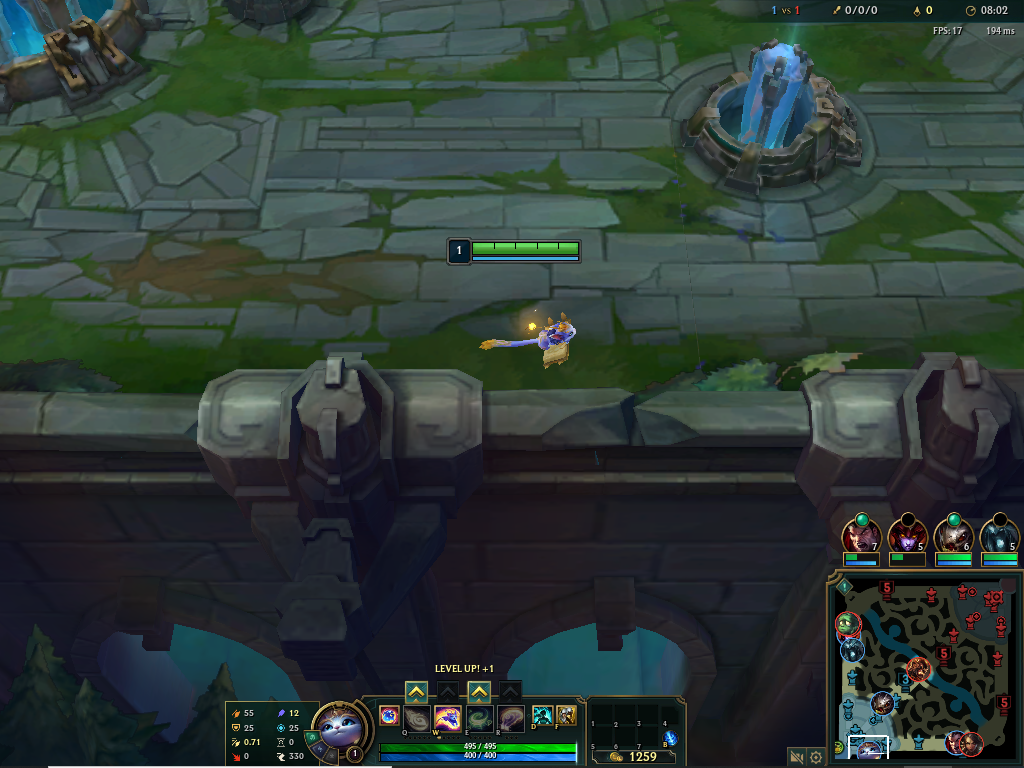 1 vs 1 0/0/0 0 08:02
FPS: 17 194 ms
1
7 5 6 5
5
5
3
5
LEVEL UP! +1
55 12
25 25
0.71 0
0 330
1
Q W E R D F
495 / 495
400 / 400
1 2 3 4
5 6 7 B
1259